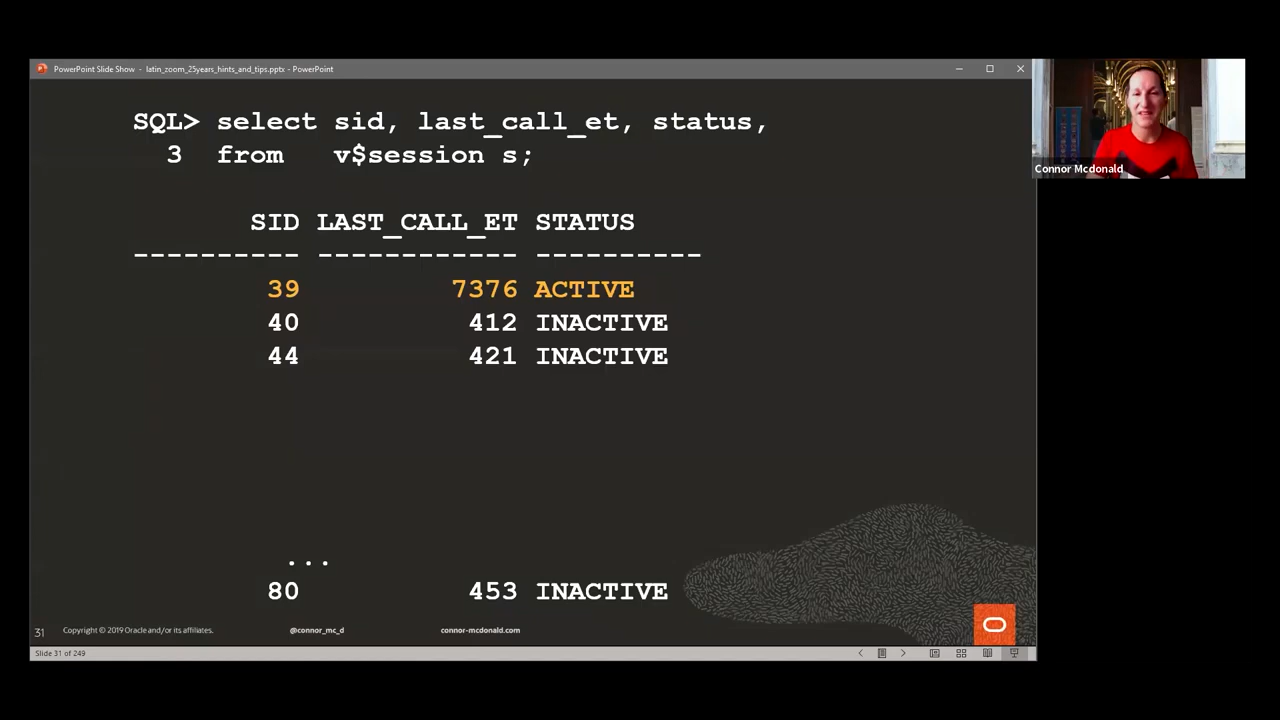 PowerPoint Slide Show - latin_zoom_25years_hints_and_tips.pptx - PowerPoint
SQL> select sid, last_call_et, status,
3 from v$session s;
SID LAST_CALL_ET STATUS
---------- ------------ ----------
39 7376 ACTIVE
40 412 INACTIVE
44 421 INACTIVE
...
80 453 INACTIVE
31 Copyright © 2019 Oracle and/or its affiliates. @connor_mc_d connor-mcdonald.com
Slide 31 of 249
Connor Mcdonald